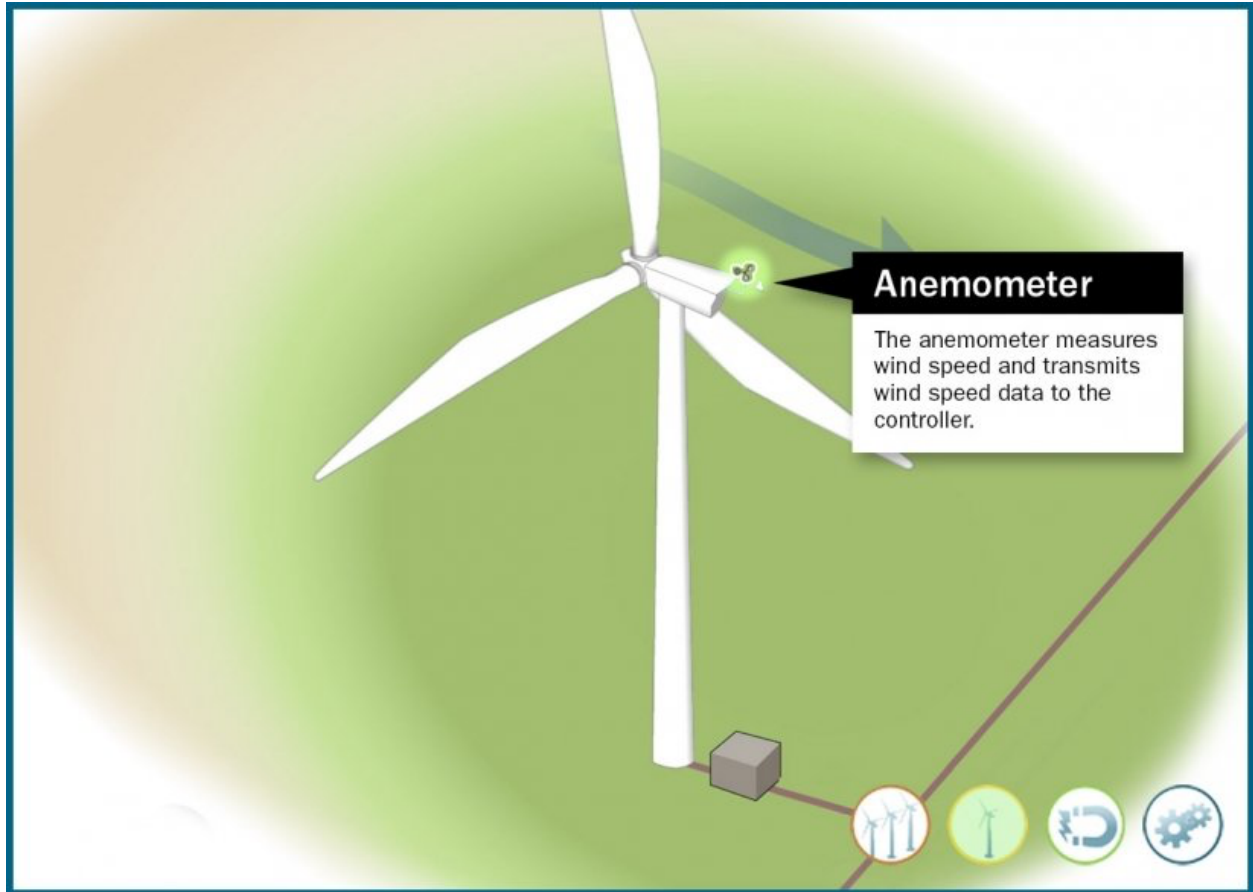 Anemometer
The anemometer measures
wind speed and transmits
wind speed data to the
controller.